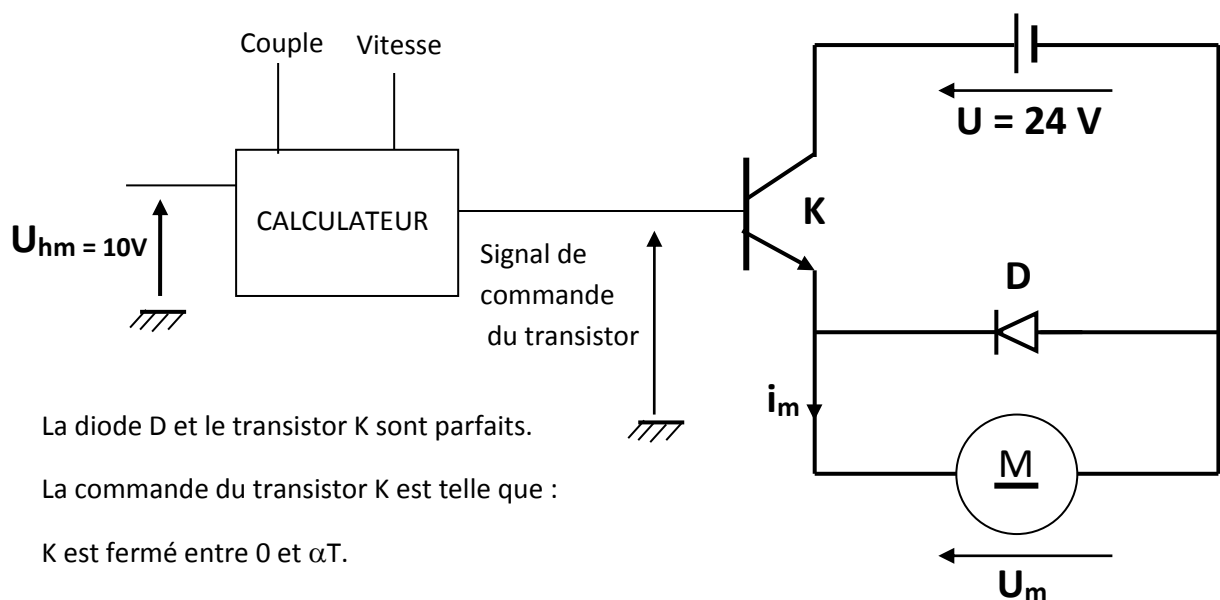 Couple Vitesse
U = 24 V
K
CALCULATEUR
Uhm = 10V
Signal de
commande
du transistor
D
im
La diode D et le transistor K sont parfaits.
M
La commande du transistor K est telle que :
K est fermé entre 0 et αT.
Um